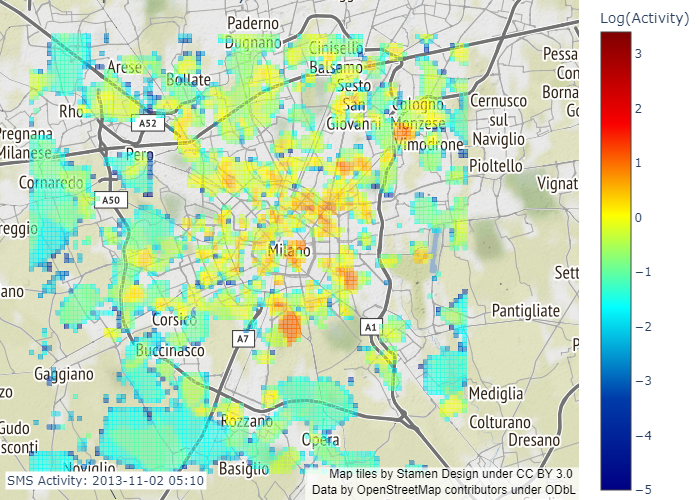 Paderno
Dugnano
Cinisello
Balsamo
Arese
Bollate
Sesto
San
Giovanni
Cologno
Monzese
Vimodrone
Cernusco
sul
Naviglio
Pioltello
Rho
A52
Pero
Pregnana
Milanese
Cornaredo
A50
reggio
Vignat
Pessa
Con
Borna
Go
Milano
Sett
ano
Corsico
A7
A1
Pantigliate
P
Buccinasco
Gaggiano
zo
Mediglia
Colturano
Dresano
Rozzano
Opera
Gudo
sconti
Noviglio
Basiglio
SMS Activity: 2013-11-02 05:10
Map tiles by Stamen Design under CC BY 3.0
Data by OpenStreetMap contributors under ODbL
Log(Activity)
3
2
1
0
−1
−2
−3
−4
−5